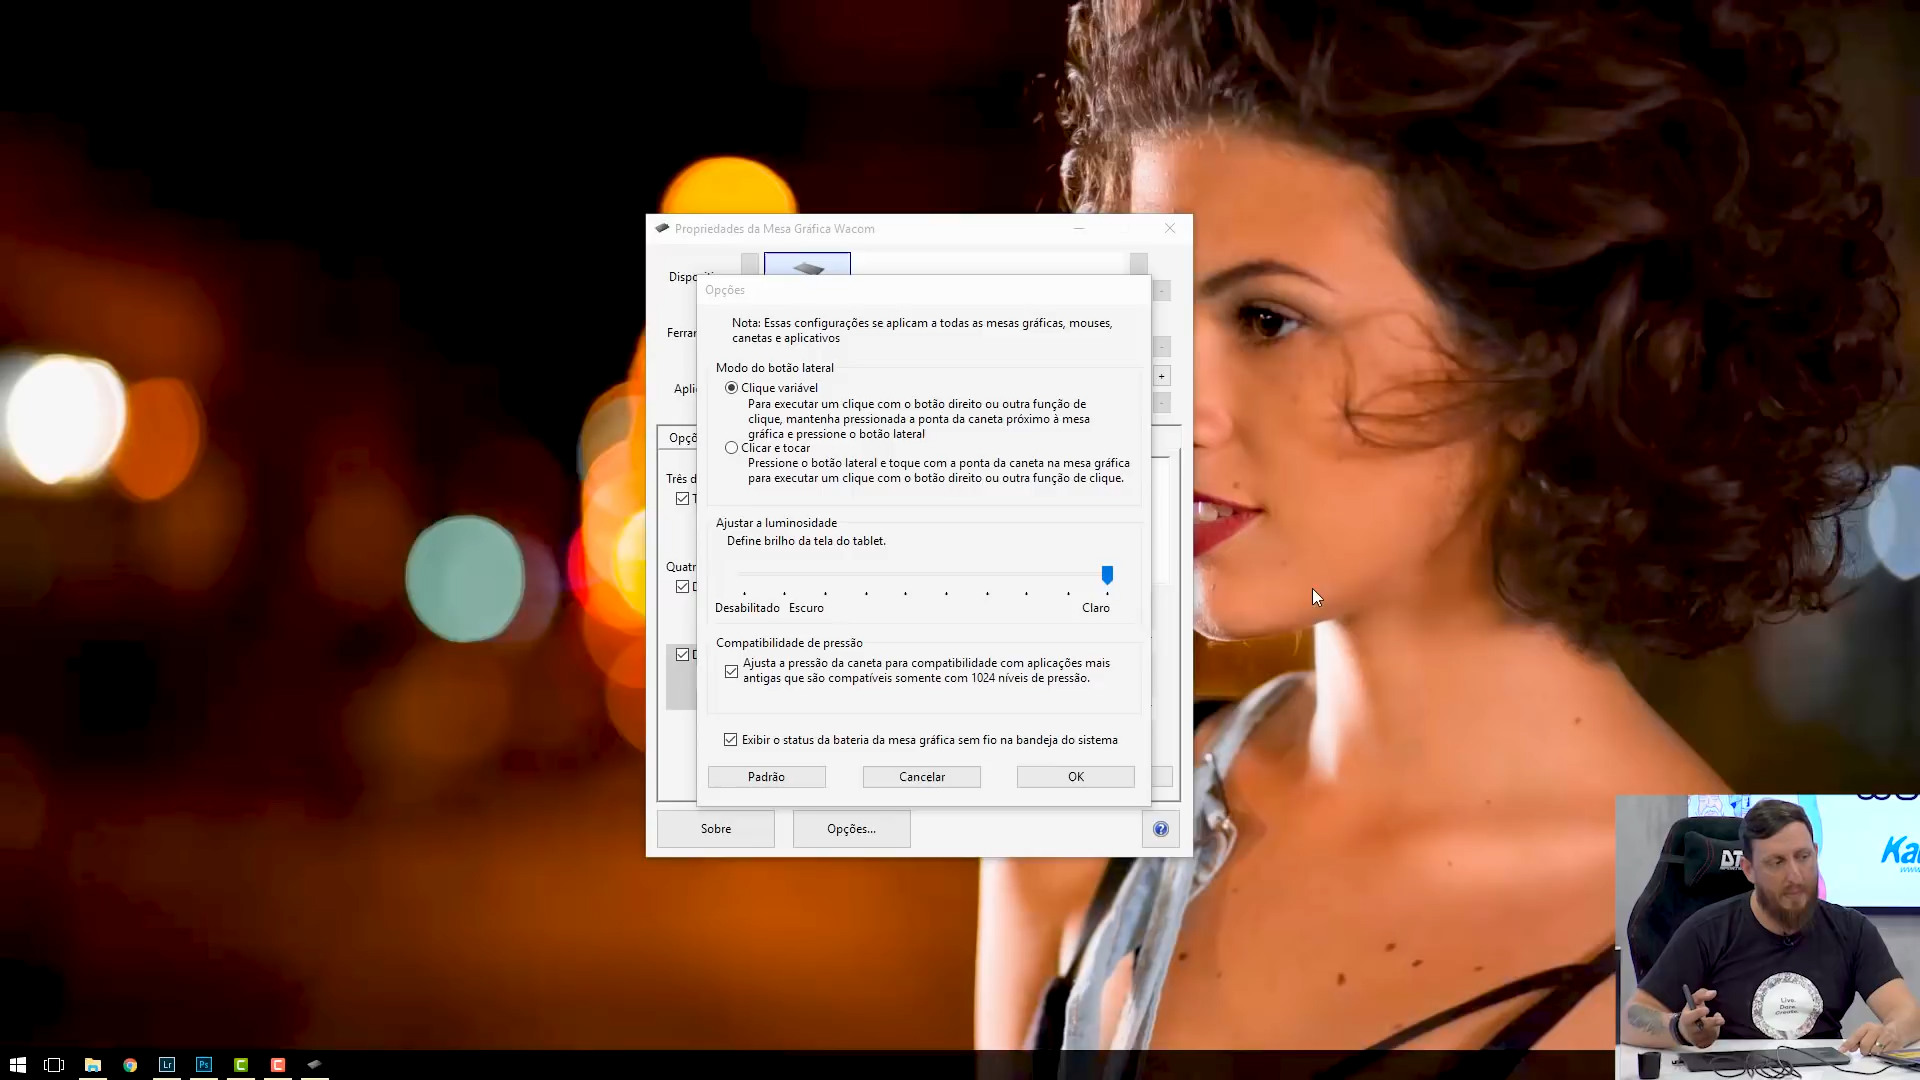 Propriedades da Mesa Gráfica Wacom
Opções
Nota: Essas configurações se aplicam a todas as mesas gráficas, mouses,
canetas e aplicativos
Modo do botão lateral
Clique variável
Para executar um clique com o botão direito ou outra função de
clique, mantenha pressionada a ponta da caneta próximo à mesa
gráfica e pressione o botão lateral
Clicar e tocar
Pressione o botão lateral e toque com a ponta da caneta na mesa gráfica
para executar um clique com o botão direito ou outra função de clique.
Ajustar a luminosidade
Define brilho da tela do tablet.
Desabilitado Escuro Claro
Compatibilidade de pressão
Ajusta a pressão da caneta para compatibilidade com aplicações mais
antigas que são compatíveis somente com 1024 níveis de pressão.
Exibir o status da bateria da mesa gráfica sem fio na bandeja do sistema
Padrão Cancelar OK
Sobre Opções...
Lr Ps
Live.
Dare.
Create.